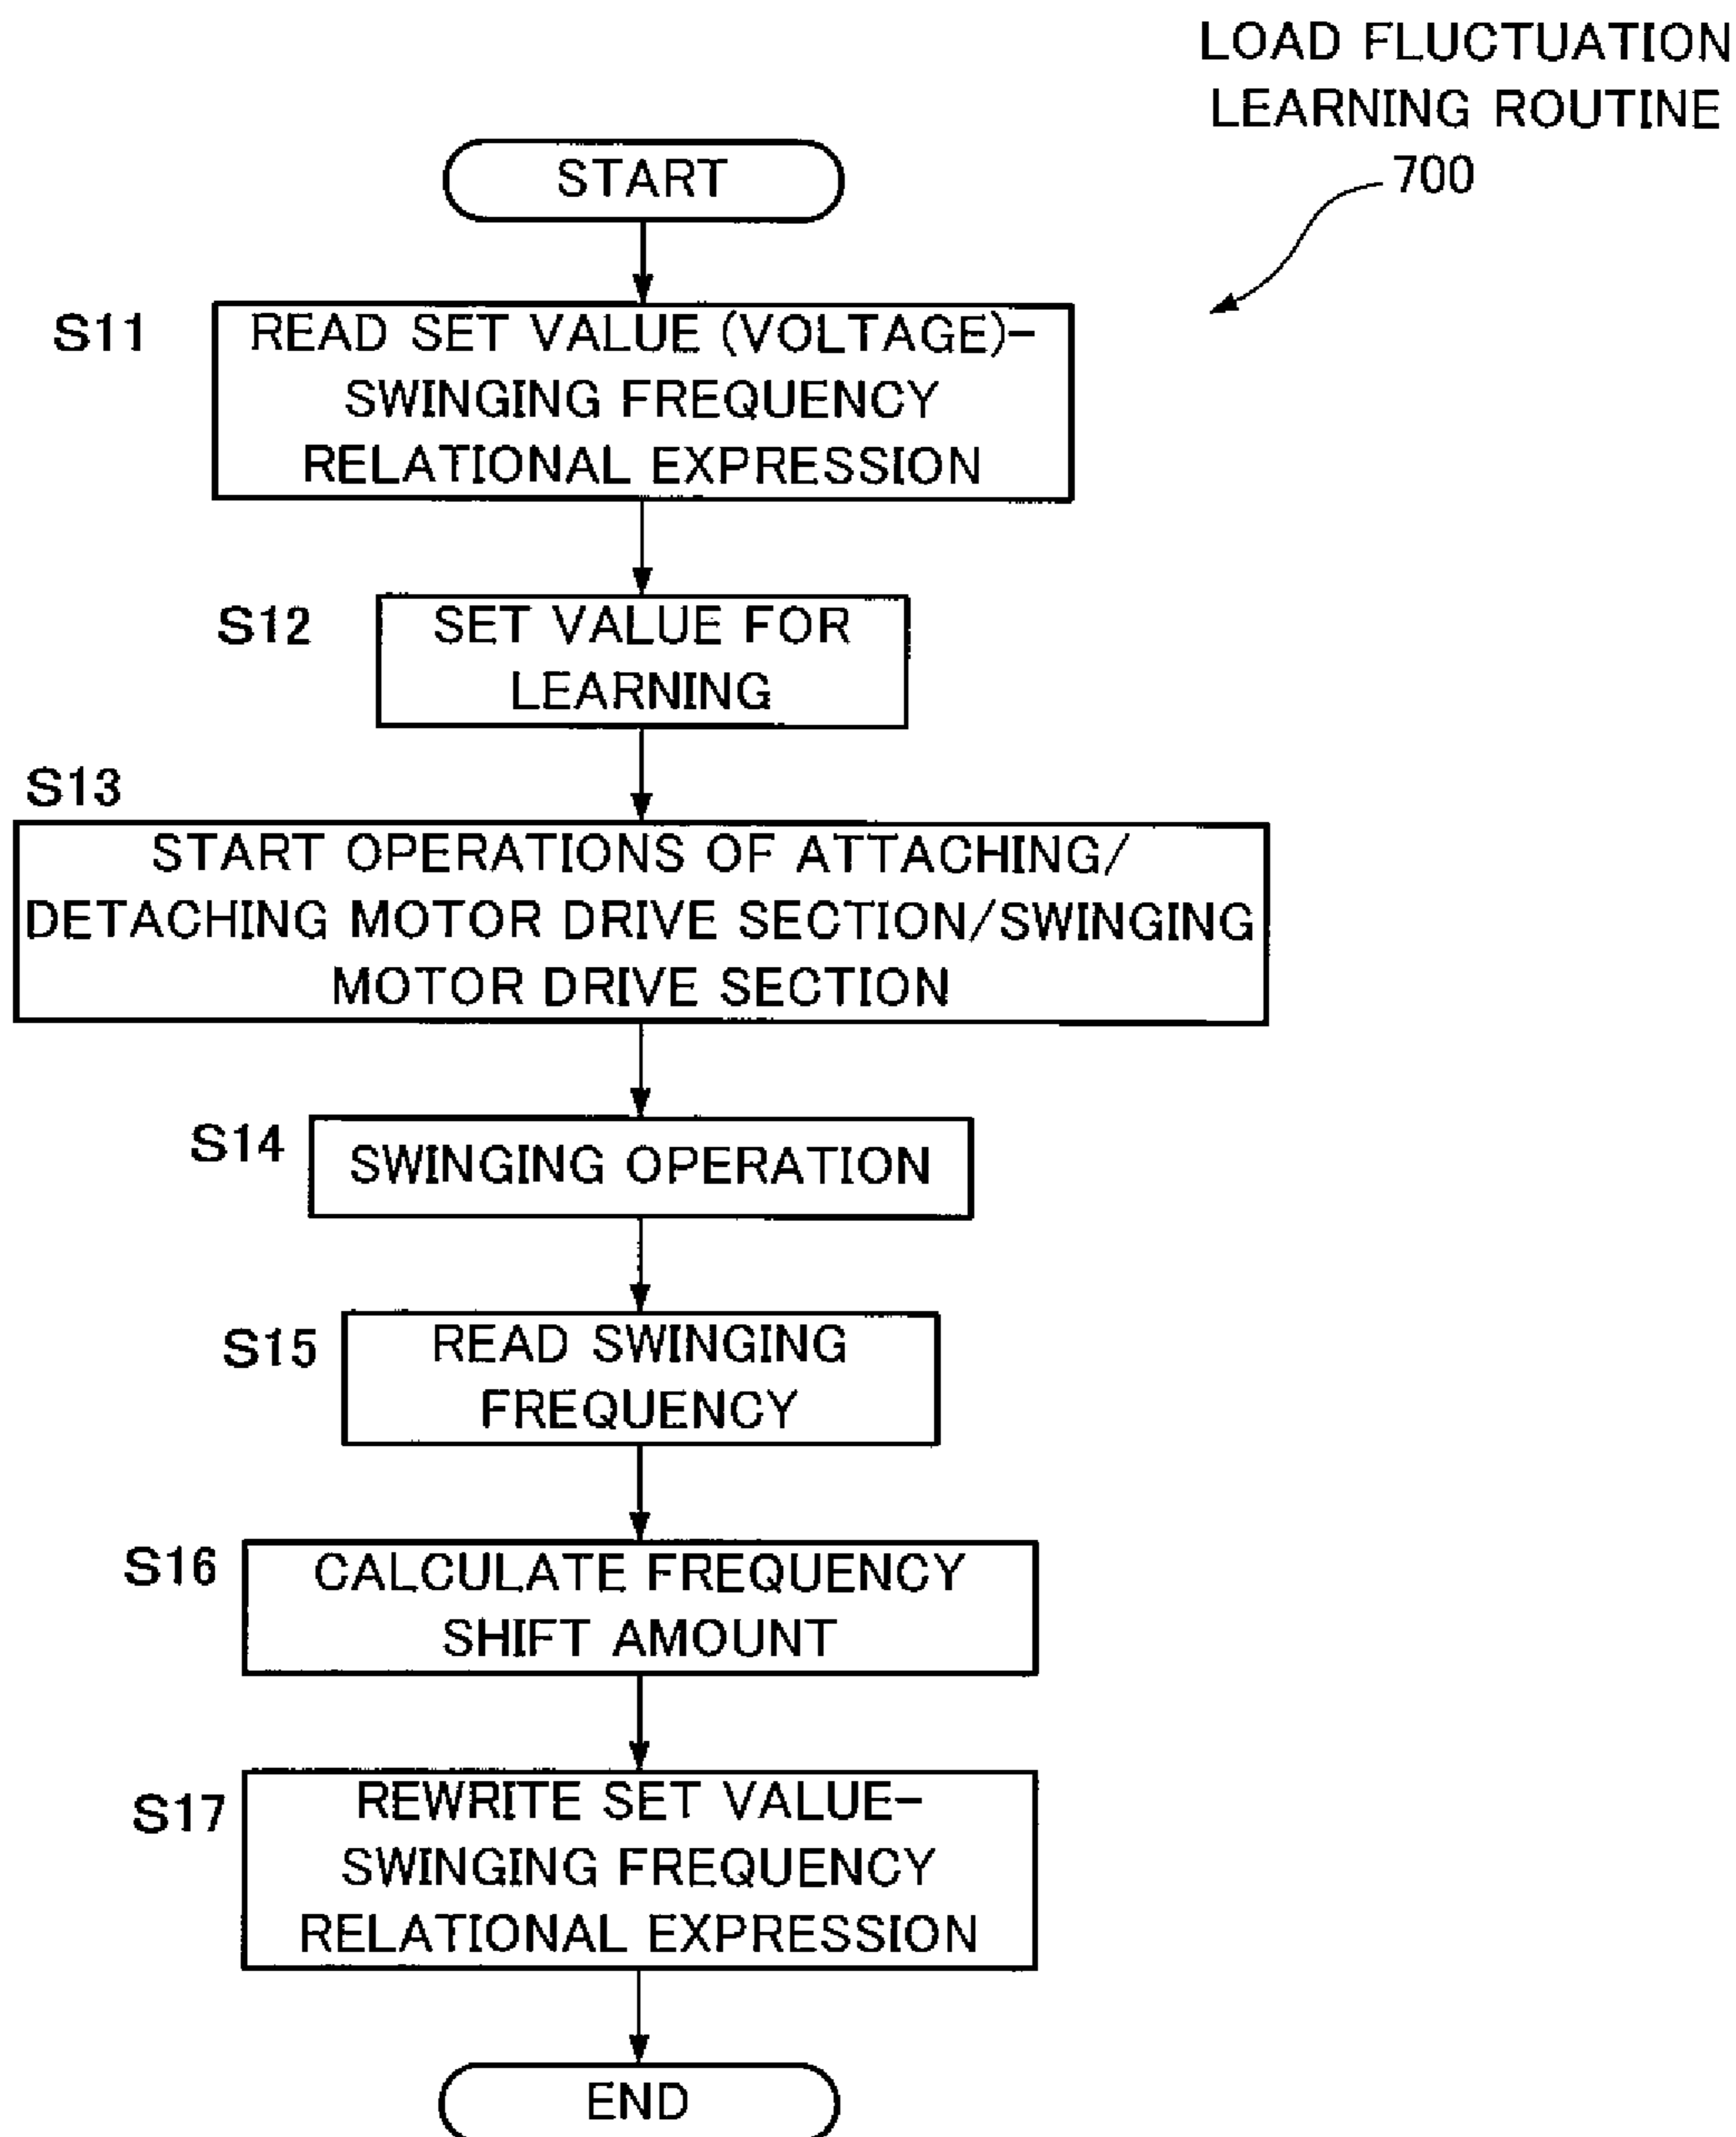 LOAD FLUCTUATION
LEARNING ROUTINE
700
START
S11
READ SET VALUE (VOLTAGE)-
SWINGING FREQUENCY
RELATIONAL EXPRESSION
S12
SET VALUE FOR
LEARNING
S13
START OPERATIONS OF ATTACHING/
DETACHING MOTOR DRIVE SECTION/SWINGING
MOTOR DRIVE SECTION
S14
SWINGING OPERATION
S15
READ SWINGING
FREQUENCY
S16
CALCULATE FREQUENCY
SHIFT AMOUNT
S17
REWRITE SET VALUE-
SWINGING FREQUENCY
RELATIONAL EXPRESSION
END